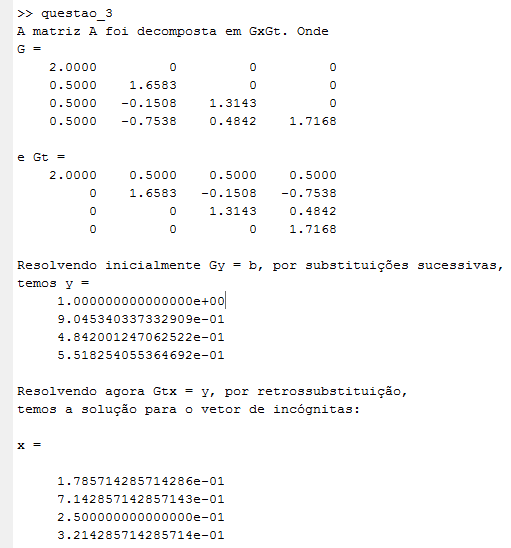 >> questao_3
A matriz A foi decomposta em GxGt. Onde
G =
2.0000 0 0 0
0.5000 1.6583 0 0
0.5000 -0.1508 1.3143 0
0.5000 -0.7538 0.4842 1.7168
e Gt =
2.0000 0.5000 0.5000 0.5000
0 1.6583 -0.1508 -0.7538
0 0 1.3143 0.4842
0 0 0 1.7168
Resolvendo inicialmente Gy = b, por substituições sucessivas,
temos y =
1.000000000000000e+00
9.045340337332909e-01
4.842001247062522e-01
5.518254055364692e-01
Resolvendo agora Gtx = y, por retrossubstituição,
temos a solução para o vetor de incógnitas:
x =
1.785714285714286e-01
7.142857142857143e-01
2.500000000000000e-01
3.214285714285714e-01